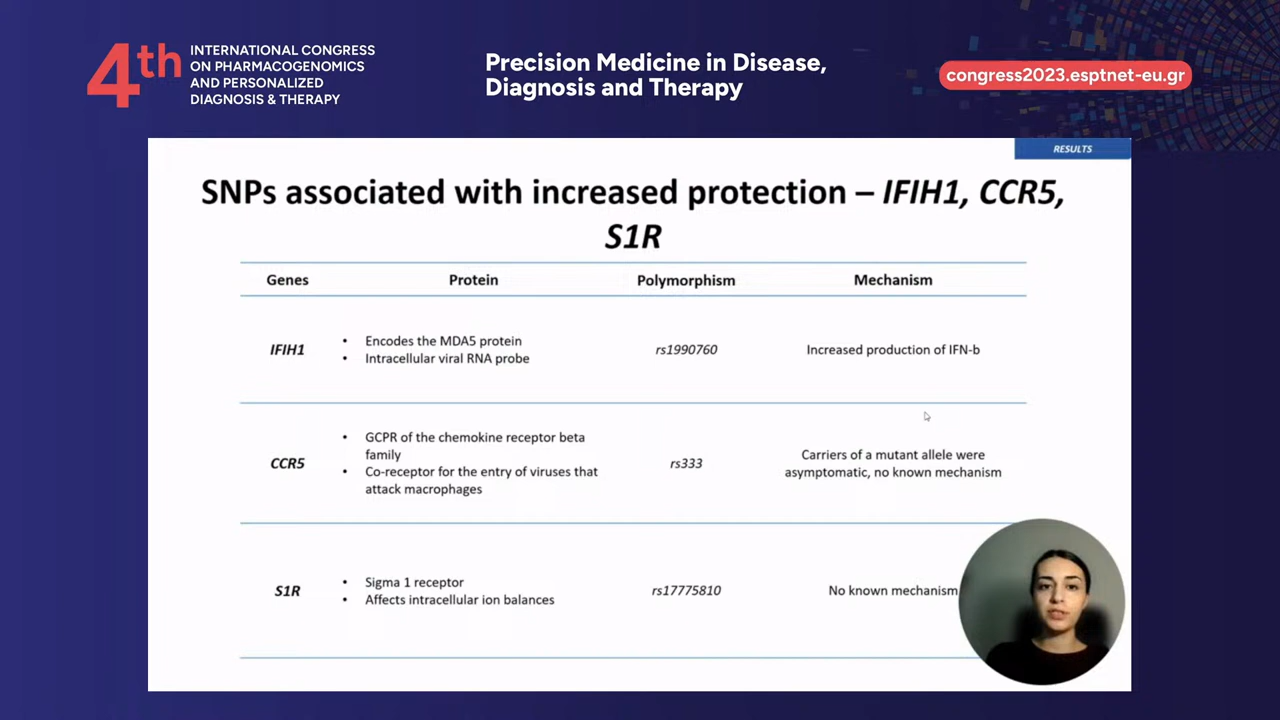 4th
INTERNATIONAL CONGRESS
ON PHARMACOGENOMICS
AND PERSONALIZED
DIAGNOSIS & THERAPY
Precision Medicine in Disease,
Diagnosis and Therapy
congress2023.esptnet-eu.gr
RESULTS
SNPs associated with increased protection – IFIH1, CCR5,
S1R
Genes Protein Polymorphism Mechanism
IFIH1
• Encodes the MDA5 protein
• Intracellular viral RNA probe
rs1990760
Increased production of IFN-b
CCR5
• GCPR of the chemokine receptor beta
family
• Co-receptor for the entry of viruses that
attack macrophages
rs333
Carriers of a mutant allele were
asymptomatic, no known mechanism
S1R
• Sigma 1 receptor
• Affects intracellular ion balances
rs17775810
No known mechanism